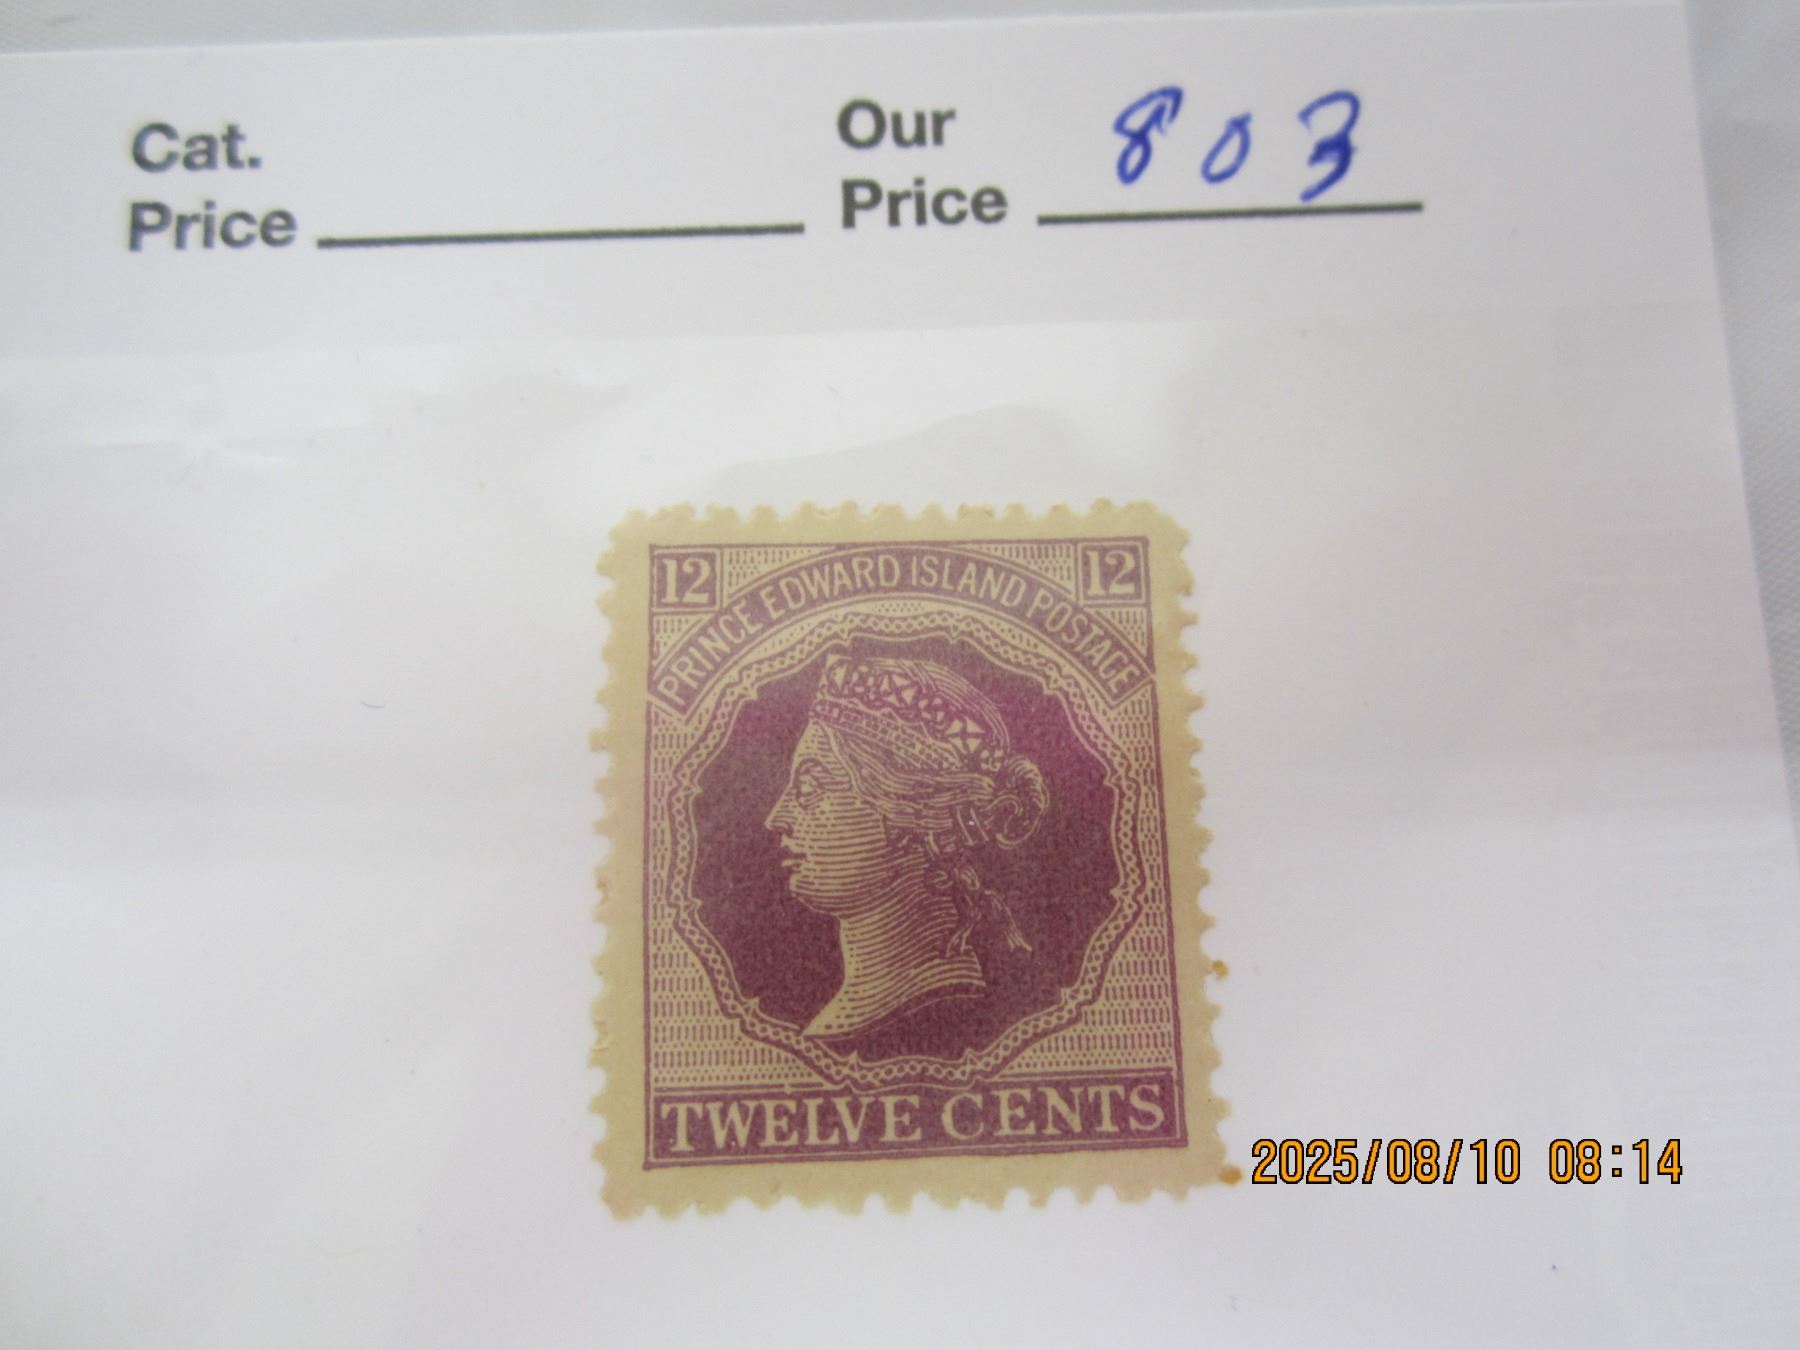 Cat.
Price
Our
Price 803
12 12
PRINCE EDWARD ISLAND POSTAGE
TWELVE CENTS
2025/08/10 08:14